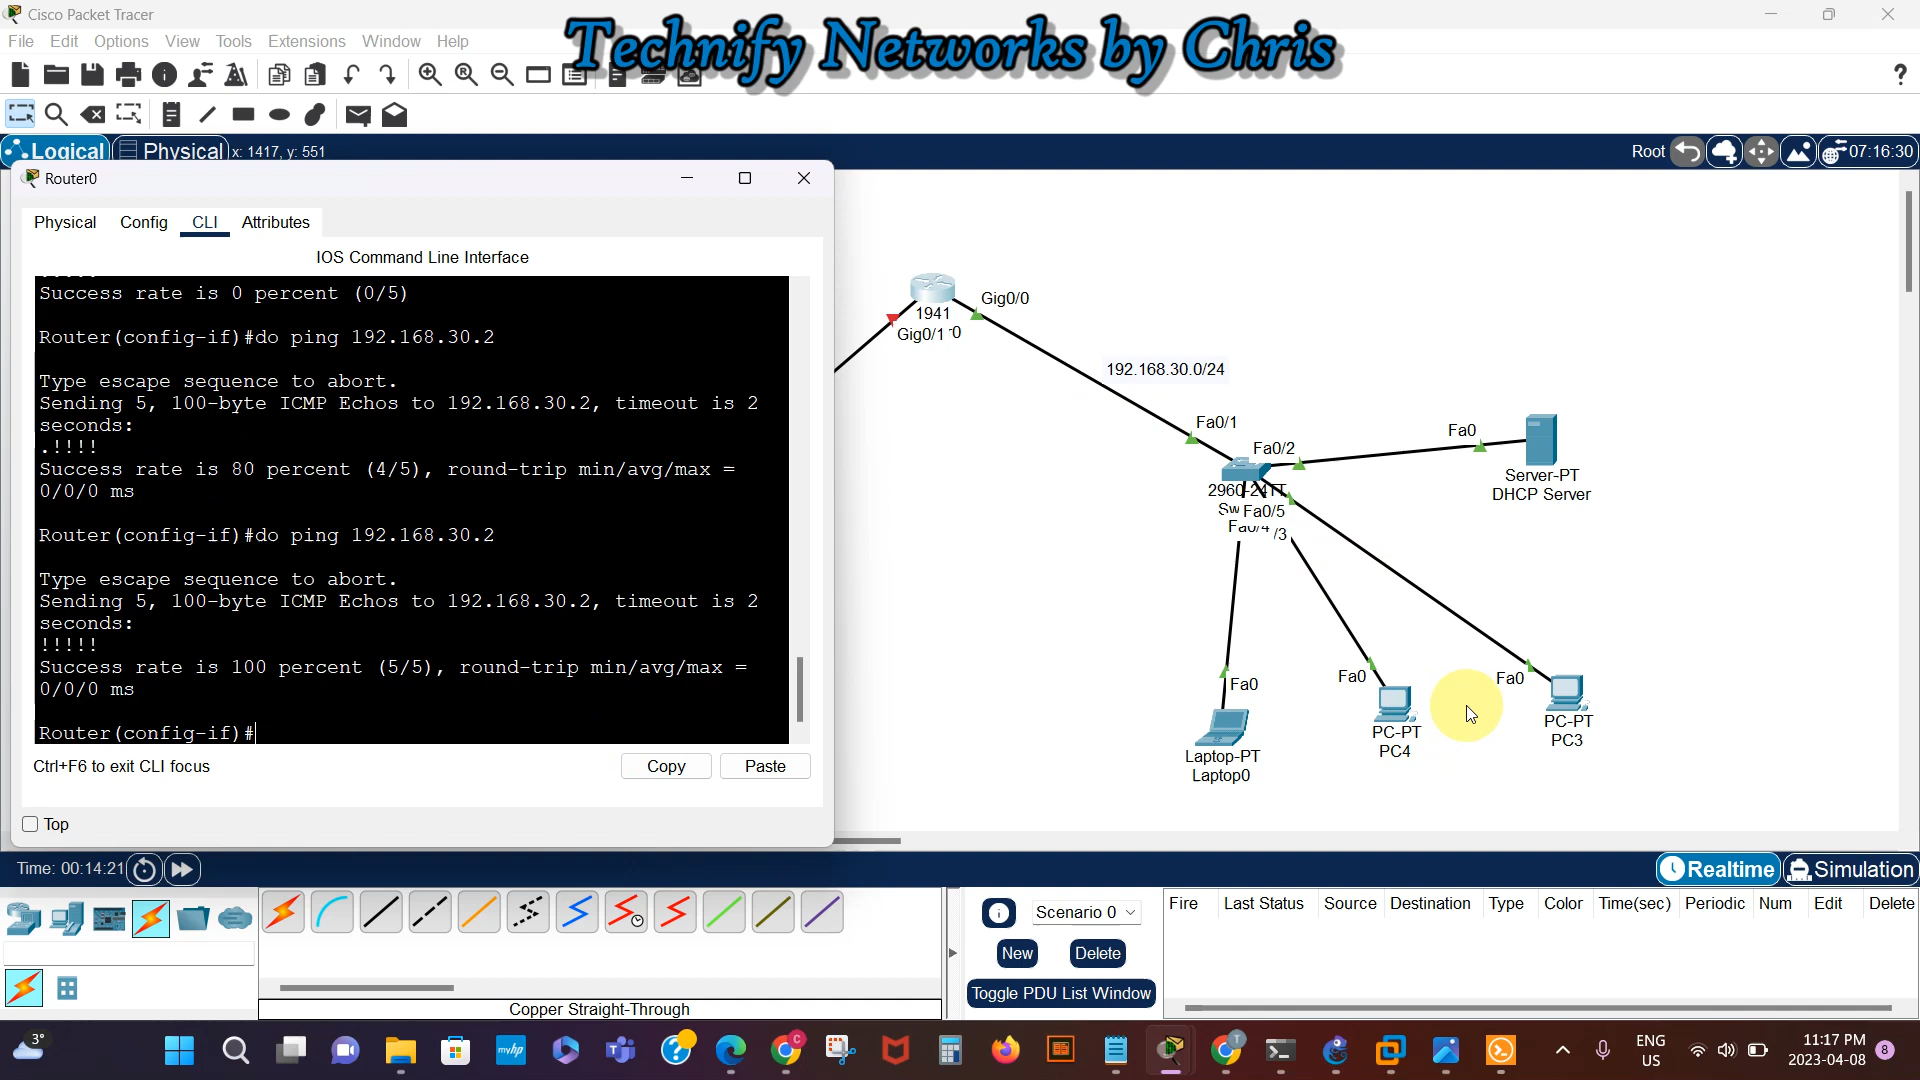 Cisco Packet Tracer
Technify Networks by Chris
File Edit Options View Tools Extensions Window Help
?
Logical Physical x: 1417, y: 551
Root 07:16:30
Router0
Physical Config CLI Attributes
IOS Command Line Interface
Success rate is 0 percent (0/5)
Router(config-if)#do ping 192.168.30.2
Type escape sequence to abort.
Sending 5, 100-byte ICMP Echos to 192.168.30.2, timeout is 2
seconds:
.!!!!
Success rate is 80 percent (4/5), round-trip min/avg/max =
0/0/0 ms
Router(config-if)#do ping 192.168.30.2
Type escape sequence to abort.
Sending 5, 100-byte ICMP Echos to 192.168.30.2, timeout is 2
seconds:
!!!!!
Success rate is 100 percent (5/5), round-trip min/avg/max =
0/0/0 ms
Router(config-if)#
Ctrl+F6 to exit CLI focus
Copy Paste
Top
Gig0/0
1941
Gig0/1 0
192.168.30.0/24
Fa0/1
Fa0/2
Fa0
2960-24TT
Sw Fa0/5
Fa0/4 /3
Server-PT
DHCP Server
Fa0
Laptop-PT
Laptop0
Fa0
PC-PT
PC4
Fa0
PC-PT
PC3
Time: 00:14:21
Realtime Simulation
Scenario 0
New Delete
Toggle PDU List Window
Fire Last Status Source Destination Type Color Time(sec) Periodic Num Edit Delete
Copper Straight-Through
3°
myhp
ENG
US
11:17 PM
2023-04-08
8